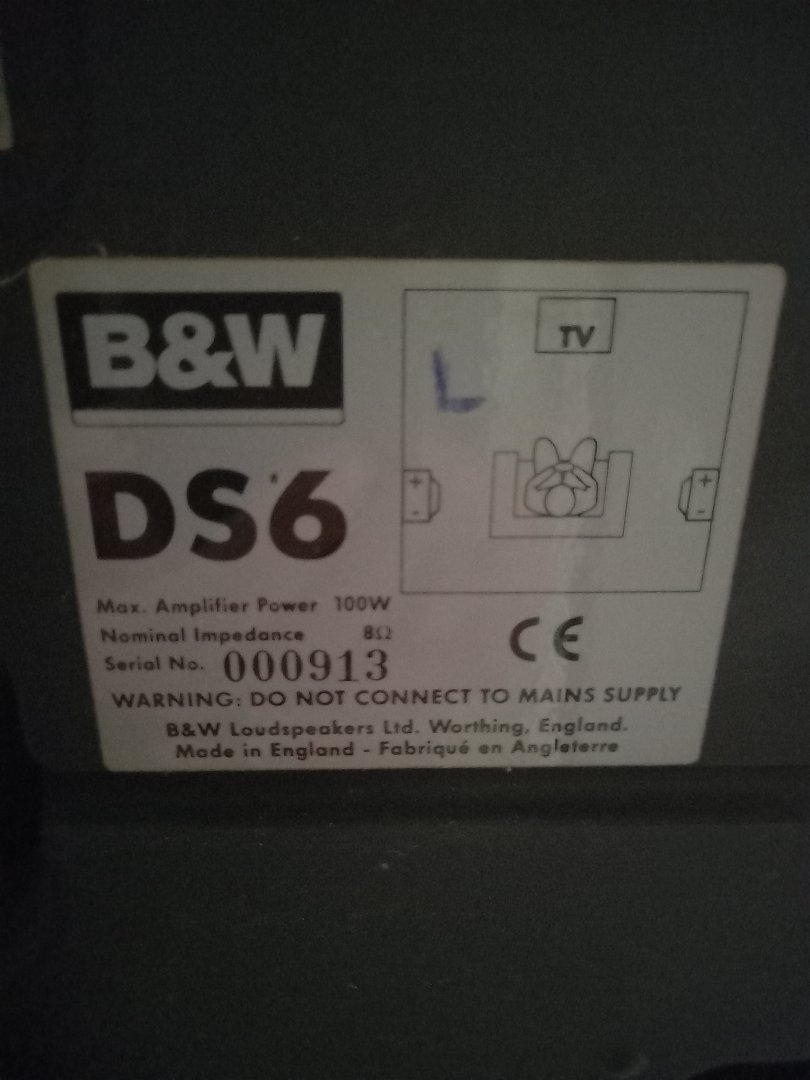 B&W
TV
L
DS6
+ +
- -
Max. Amplifier Power 100W
Nominal Impedance 8Ω
Serial No. 000913
CE
WARNING: DO NOT CONNECT TO MAINS SUPPLY
B&W Loudspeakers Ltd. Worthing, England.
Made in England - Fabriqué en Angleterre